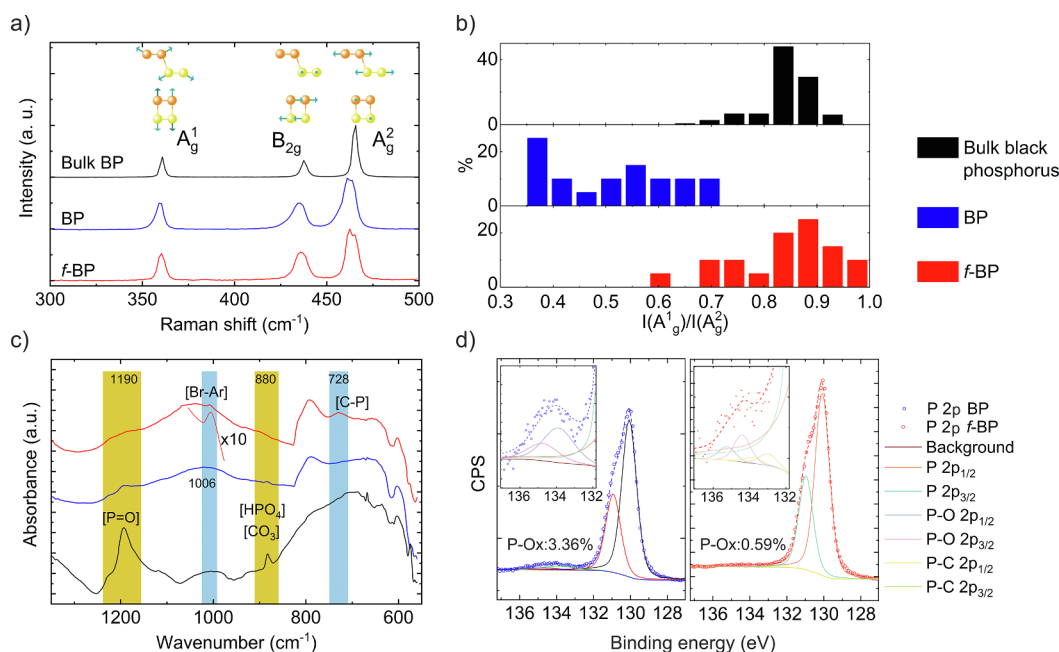 a)
Intensity (a. u.)
A¹g
B₂g
A²g
Bulk BP
BP
f-BP
300 350 400 450 500
Raman shift (cm⁻¹)
b)
%
40
0
20
0
20
0
0.3 0.4 0.5 0.6 0.7 0.8 0.9 1.0
I(A¹g)/I(A²g)
Bulk black
phosphorus
BP
f-BP
c)
Absorbance (a.u.)
1190
[Br-Ar]
880
728
[C-P]
x10
1006
[P=O]
[HPO₄]
[CO₃]
1200 1000 800 600
Wavenumber (cm⁻¹)
d)
CPS
136 134 132
P-Ox:3.36%
136 134 132 130 128
136 134 132
P-Ox:0.59%
136 134 132 130 128
Binding energy (eV)
P 2p BP
P 2p f-BP
Background
P 2p₁/₂
P 2p₃/₂
P-O 2p₁/₂
P-O 2p₃/₂
P-C 2p₁/₂
P-C 2p₃/₂